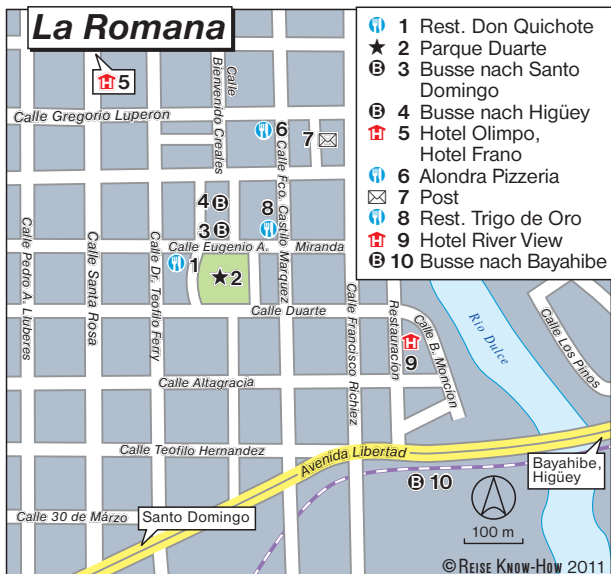 La Romana
5
1 Rest. Don Quichote
2 Parque Duarte
B 3 Busse nach Santo
Domingo
B 4 Busse nach Higüey
H 5 Hotel Olimpo,
Hotel Frano
6 Alondra Pizzeria
7 Post
8 Rest. Trigo de Oro
H 9 Hotel River View
B 10 Busse nach Bayahibe
H
Calle
Bienvenido Creales
Calle Gregorio Luperon
6
7
Calle Fco. Castilo Marquez
4 B
8
3 B
Calle Eugenio A. Miranda
1
2
Calle Pedro A. Lluberes
Calle Santa Rosa
Calle Dr. Teofilo Ferry
Calle Duarte
Calle Francisco Richiez
Restauracion
Calle B. Moncion
H
9
Rio Dulce
Calle Los Pinos
Calle Altagracia
Calle Teofilo Hernandez
Avenida Libertad
Bayahibe,
Higüey
B 10
Calle 30 de Márzo
Santo Domingo
100 m
© REISE KNOW-HOW 2011